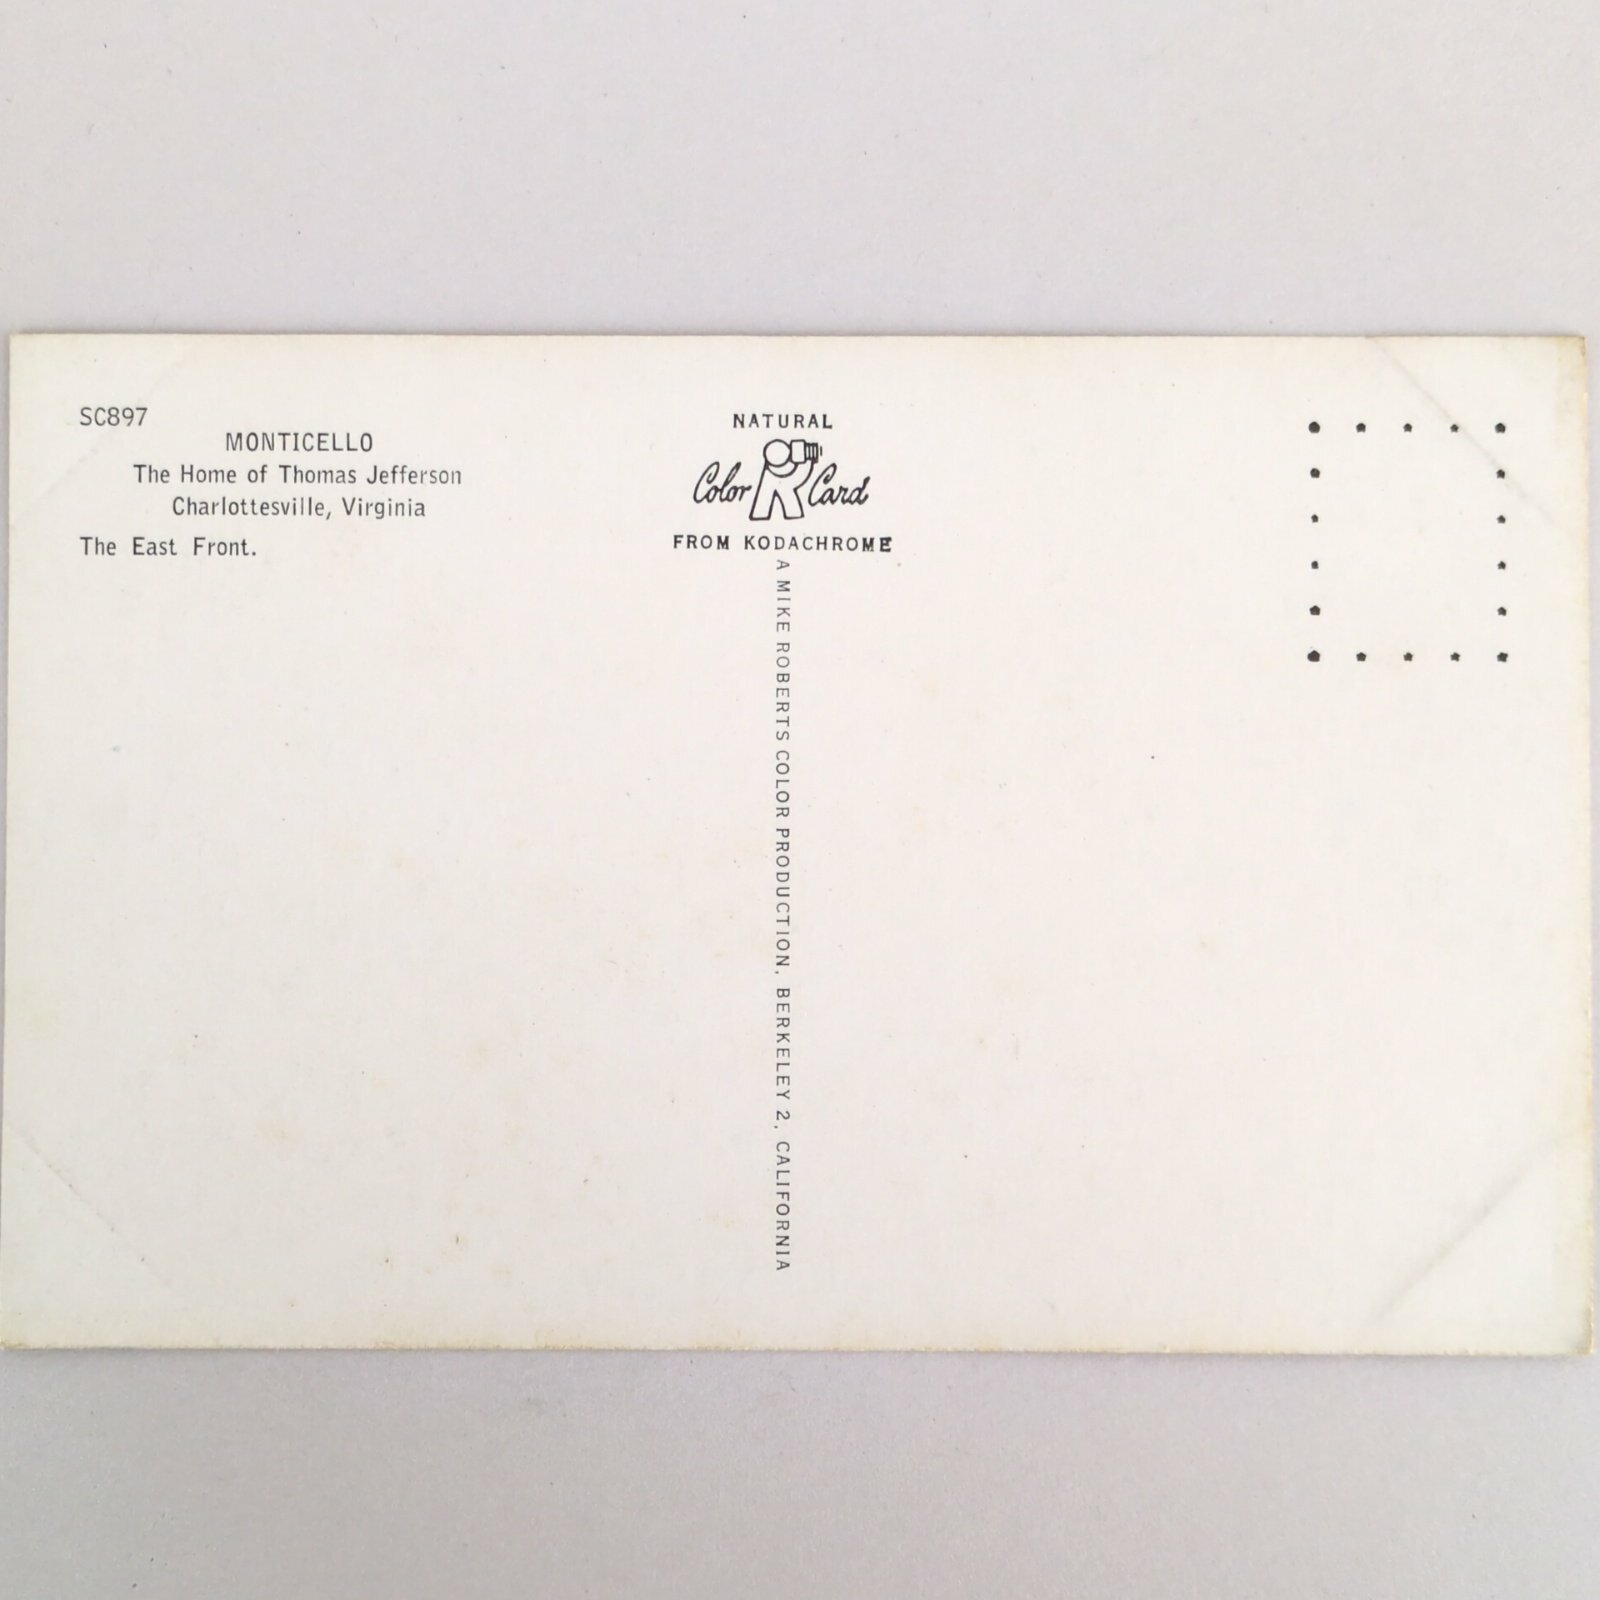 SC897
MONTICELLO
The Home of Thomas Jefferson
Charlottesville, Virginia
The East Front.
NATURAL
Color Card
FROM KODACHROME
A MIKE ROBERTS COLOR PRODUCTION, BERKELEY 2, CALIFORNIA